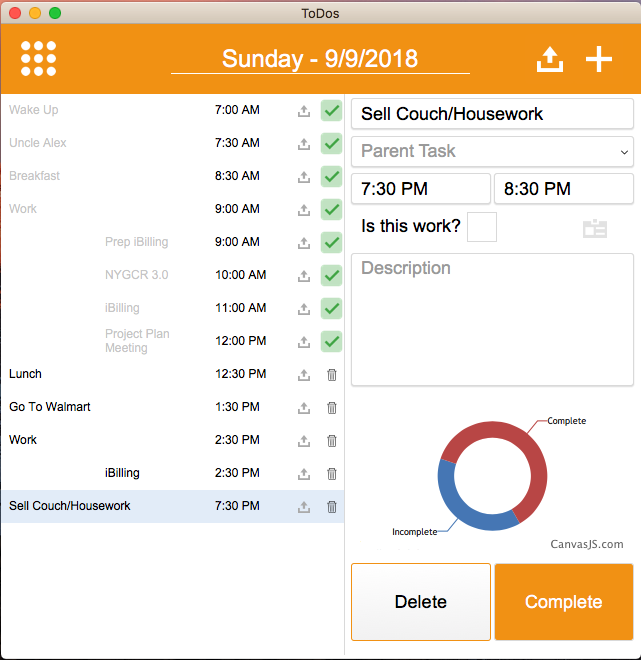 ToDos
Sunday - 9/9/2018
Wake Up 7:00 AM
Uncle Alex 7:30 AM
Breakfast 8:30 AM
Work 9:00 AM
Prep iBilling 9:00 AM
NYGCR 3.0 10:00 AM
iBilling 11:00 AM
Project Plan
Meeting 12:00 PM
Lunch 12:30 PM
Go To Walmart 1:30 PM
Work 2:30 PM
iBilling 2:30 PM
Sell Couch/Housework 7:30 PM
Sell Couch/Housework
Parent Task
7:30 PM 8:30 PM
Is this work?
Description
Complete
Incomplete
CanvasJS.com
Delete Complete